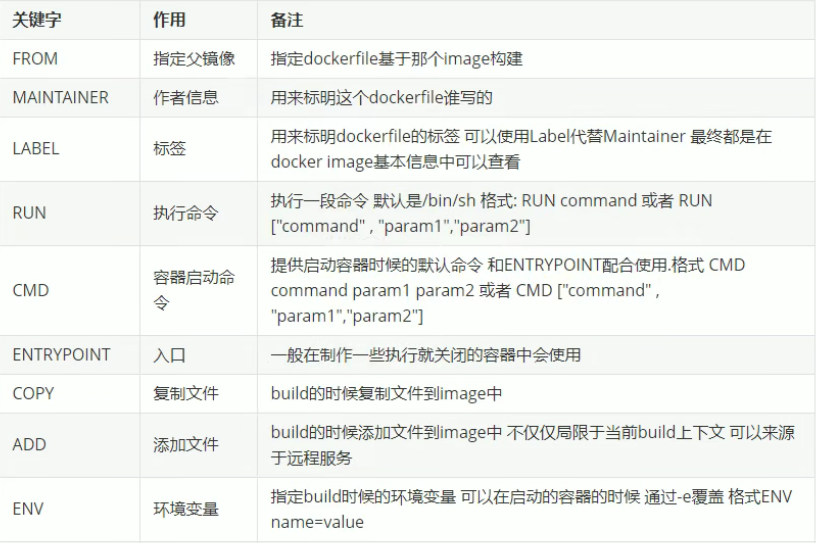 关键字 作用 备注
FROM 指定父镜像 指定dockerfile基于那个image构建
MAINTAINER 作者信息 用来标明这个dockerfile谁写的
LABEL 标签 用来标明dockerfile的标签 可以使用Label代替Maintainer 最终都是在
docker image基本信息中可以查看
RUN 执行命令 执行一段命令 默认是/bin/sh 格式: RUN command 或者 RUN
["command" , "param1","param2"]
CMD 容器启动命
令
提供启动容器时候的默认命令 和ENTRYPOINT配合使用.格式 CMD
command param1 param2 或者 CMD ["command" ,
"param1","param2"]
ENTRYPOINT 入口 一般在制作一些执行就关闭的容器中会使用
COPY 复制文件 build的时候复制文件到image中
ADD 添加文件 build的时候添加文件到image中 不仅仅局限于当前build上下文 可以来源
于远程服务
ENV 环境变量 指定build时候的环境变量 可以在启动的容器的时候 通过-e覆盖 格式ENV
name=value